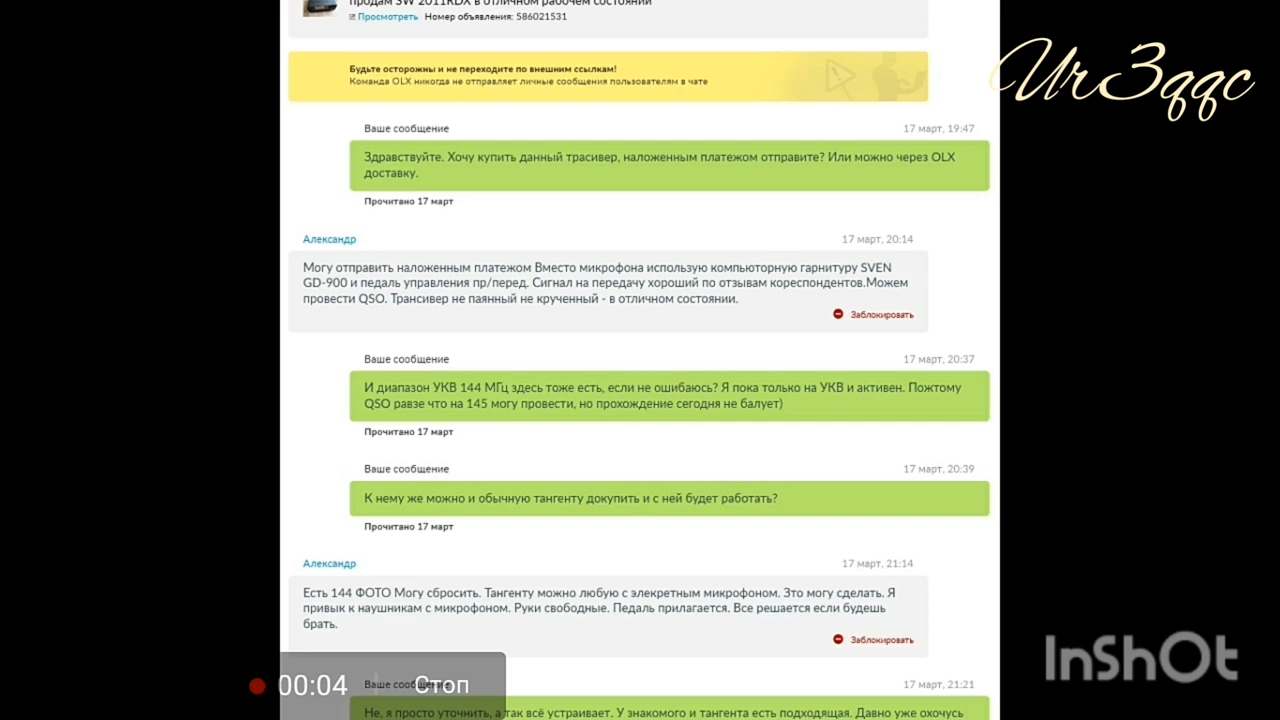 продам SW 2011RDX в отличном рабочем состоянии
Просмотреть Номер объявления: 586021531
Ur3qqc
Будьте осторожны и не переходите по внешним ссылкам!
Команда OLX никогда не отправляет личные сообщения пользователям в чате
Ваше сообщение 17 март, 19:47
Здравствуйте. Хочу купить данный трасивер, наложенным платежом отправите? Или можно через OLX
доставку.
Прочитано 17 март
Александр 17 март, 20:14
Могу отправить наложенным платежом Вместо микрофона использую компьюторную гарнитуру SVEN
GD-900 и педаль управления пр/перед. Сигнал на передачу хороший по отзывам кореспондентов.Можем
провести QSO. Трансивер не паянный не крученный - в отличном состоянии.
Заблокировать
Ваше сообщение 17 март, 20:37
И диапазон УКВ 144 МГц здесь тоже есть, если не ошибаюсь? Я пока только на УКВ и активен. Пожтому
QSO равзе что на 145 могу провести, но прохождение сегодня не балует)
Прочитано 17 март
Ваше сообщение 17 март, 20:39
К нему же можно и обычную тангенту докупить и с ней будет работать?
Прочитано 17 март
Александр 17 март, 21:14
Есть 144 ФОТО Могу сбросить. Тангенту можно любую с элекретным микрофоном. Зто могу сделать. Я
привык к наушникам с микрофоном. Руки свободные. Педаль прилагается. Все решается если будешь
брать.
Заблокировать
InShOt
00:04 Стоп
Ваше сообщение 17 март, 21:21
Не, я просто уточнить, а так всё устраивает. У знакомого и тангента есть подходящая. Давно уже охочусь